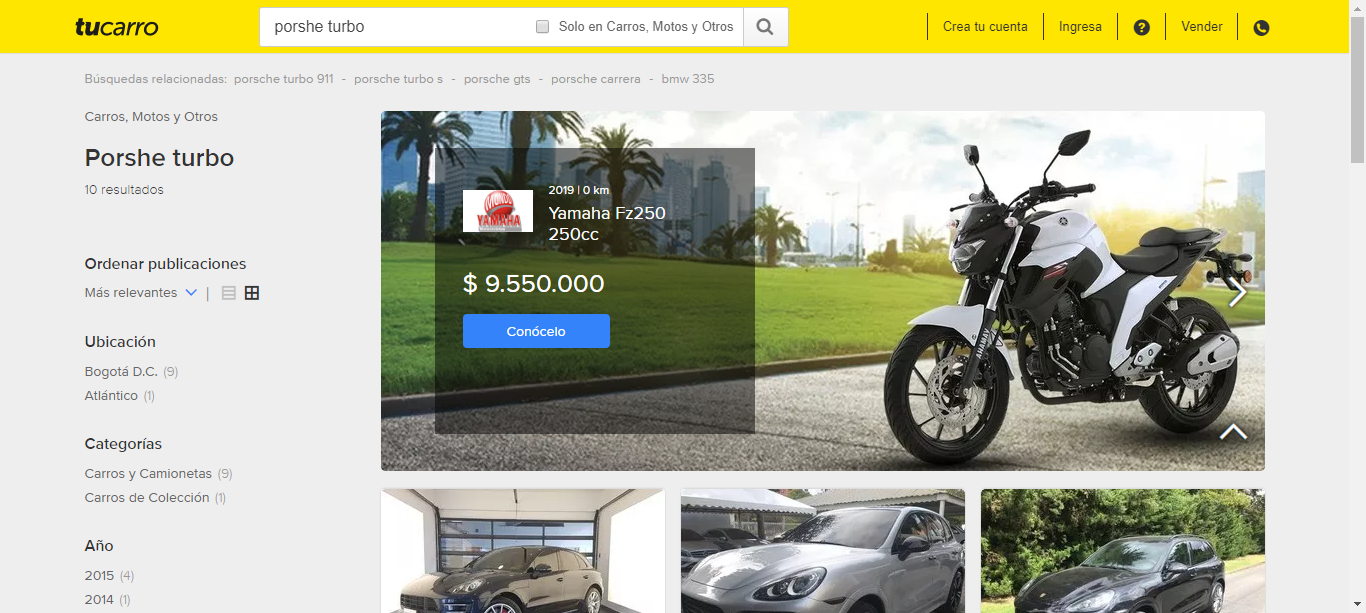 tucarro
porshe turbo
Solo en Carros, Motos y Otros
Crea tu cuenta
Ingresa
?
Vender
Búsquedas relacionadas: porsche turbo 911 - porsche turbo s - porsche gts - porsche carrera - bmw 335
Carros, Motos y Otros
Porshe turbo
10 resultados
Ordenar publicaciones
Más relevantes |
Ubicación
Bogotá D.C. (9)
Atlántico (1)
Categorías
Carros y Camionetas (9)
Carros de Colección (1)
Año
2015 (4)
2014 (1)
MUNDO
YAMAHA
2019 | 0 km
Yamaha Fz250
250cc
$ 9.550.000
Conócelo
YAMAHA